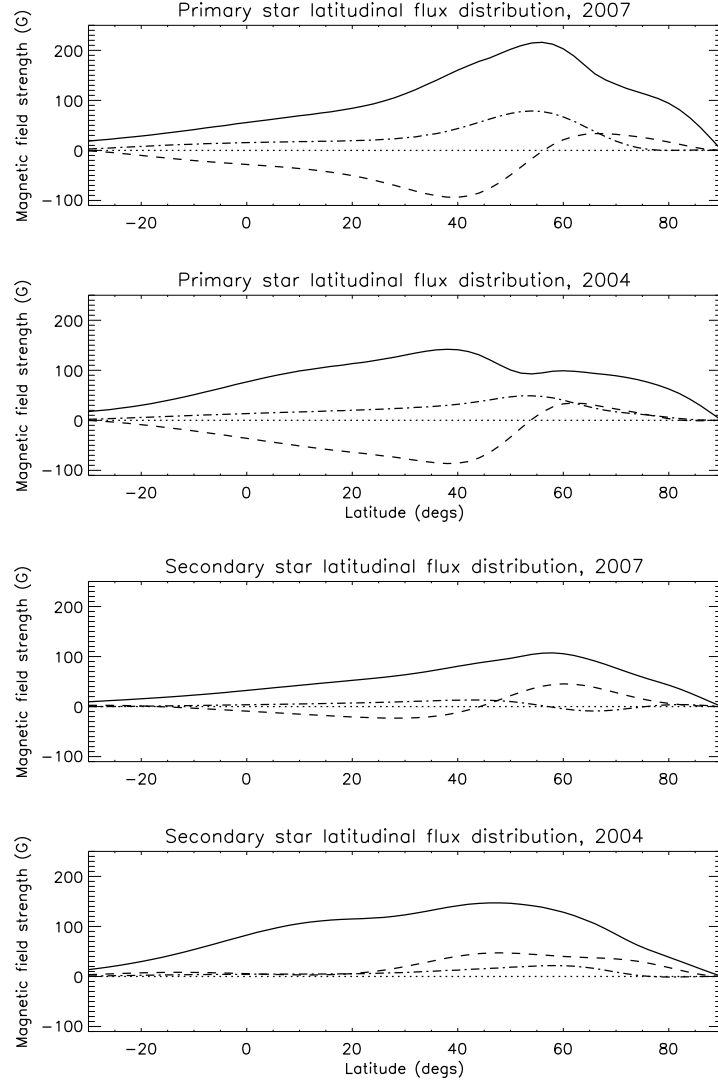 Primary star latitudinal flux distribution, 2007
Magnetic field strength (G)
200
100
0
−100
−20 0 20 40 60 80
Primary star latitudinal flux distribution, 2004
Magnetic field strength (G)
200
100
0
−100
−20 0 20 40 60 80
Latitude (degs)
Secondary star latitudinal flux distribution, 2007
Magnetic field strength (G)
200
100
0
−100
−20 0 20 40 60 80
Secondary star latitudinal flux distribution, 2004
Magnetic field strength (G)
200
100
0
−100
−20 0 20 40 60 80
Latitude (degs)